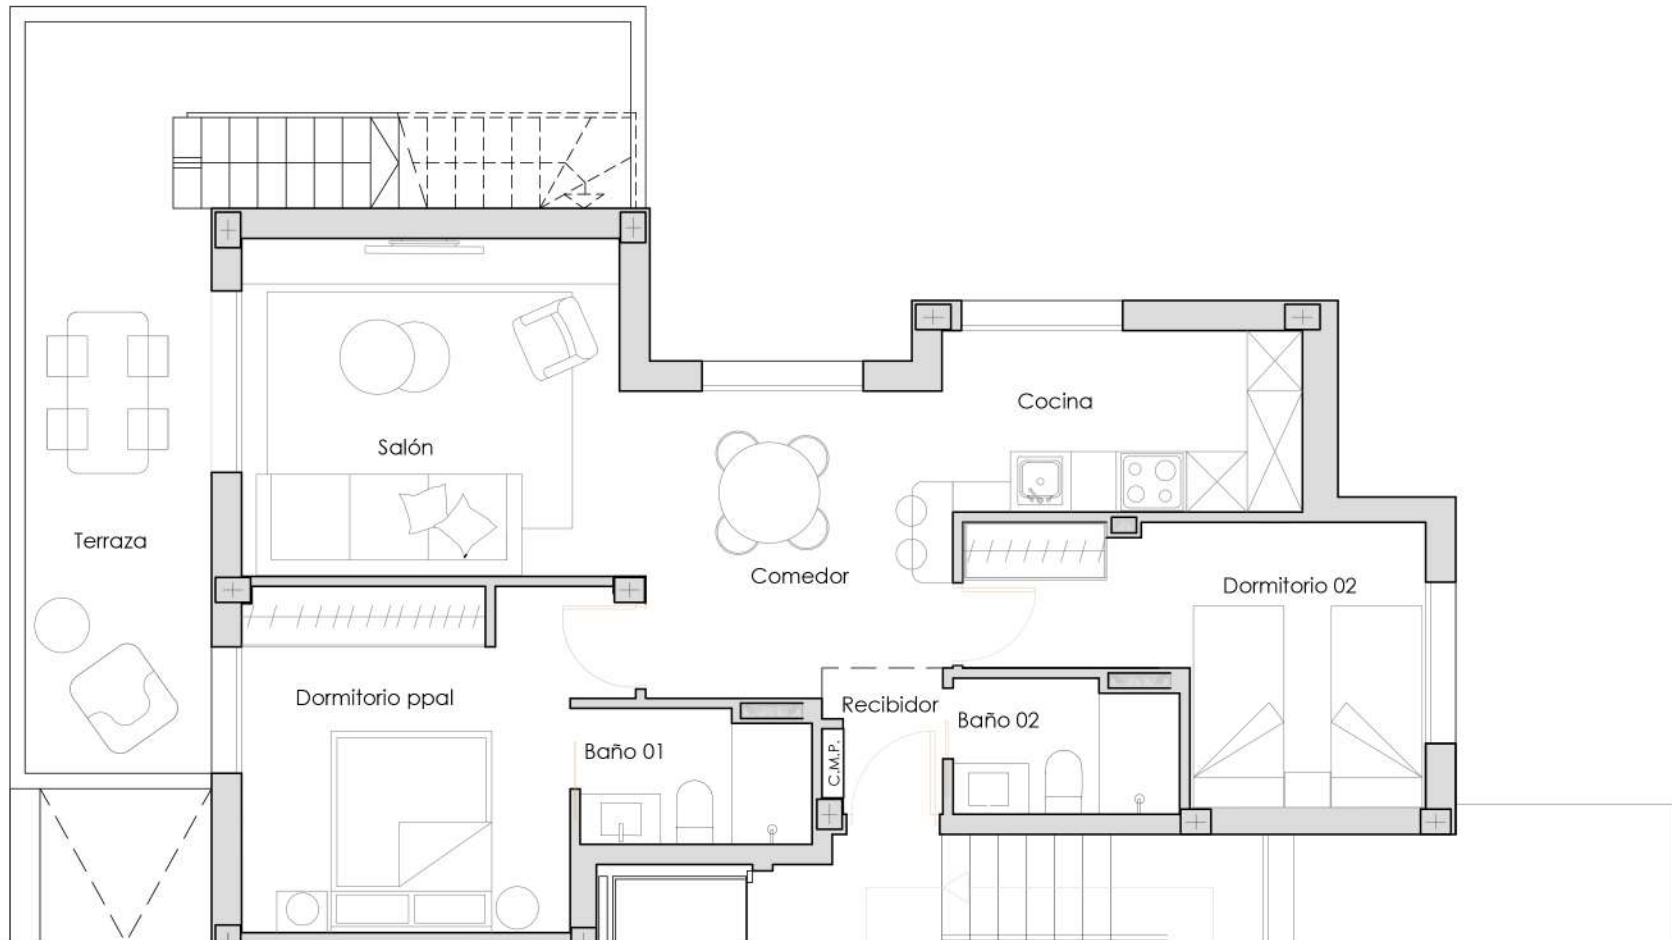 Cocina
Salón
Terraza
Comedor
Dormitorio 02
Dormitorio ppal
Recibidor
Baño 02
Baño 01
C.M.P.